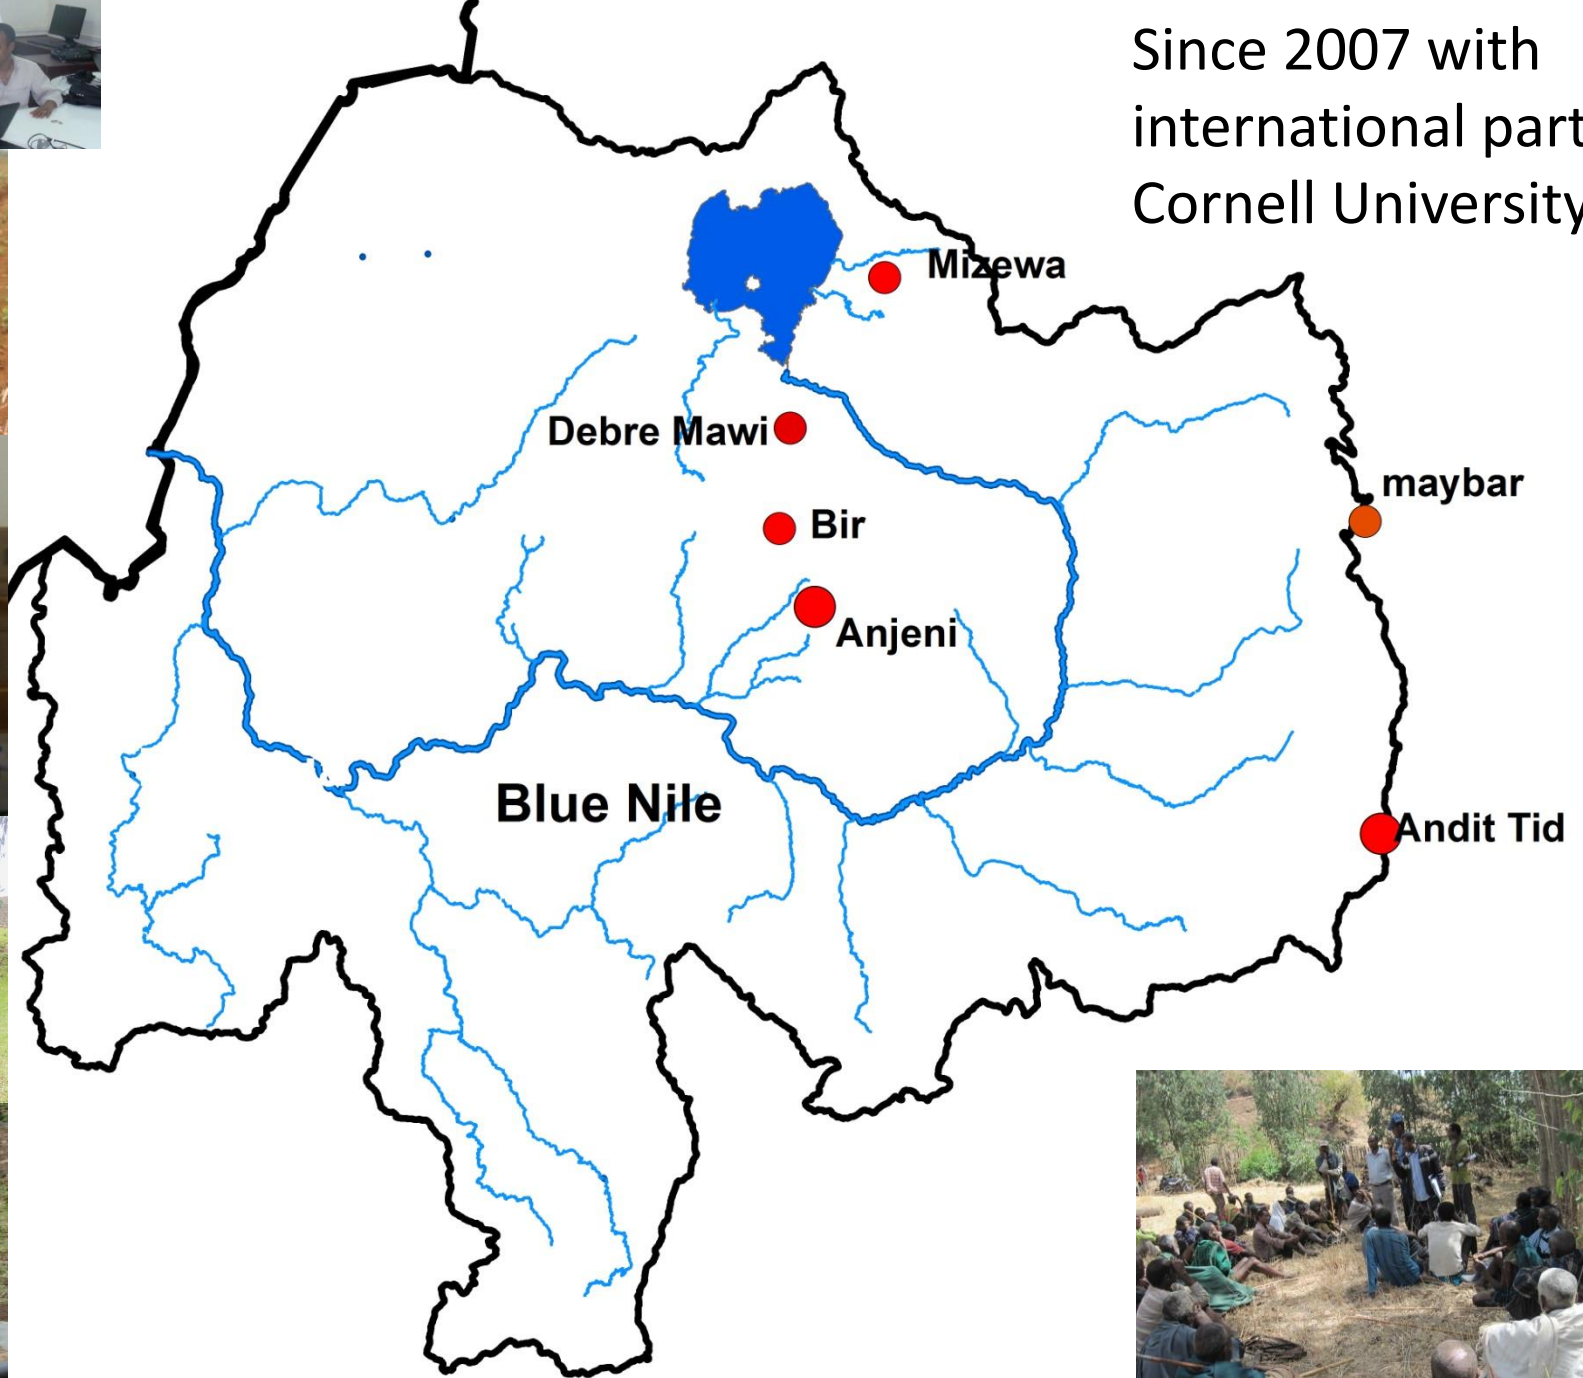 Since 2007 with
international part
Cornell University
Mizewa
Debre Mawi
maybar
Bir
Anjeni
Blue Nile
Andit Tid